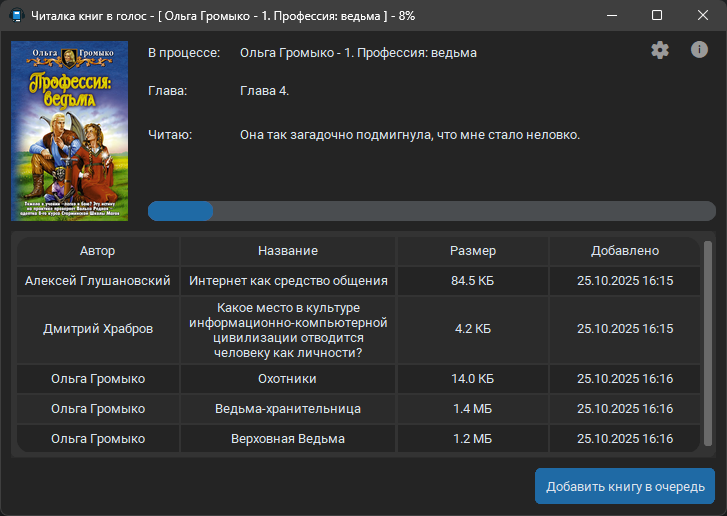 Читалка книг в голос - [ Ольга Громыко - 1. Профессия: ведьма ] - 8%
Ольга Громыко
Профессия:
ведьма
В процессе: Ольга Громыко - 1. Профессия: ведьма
Глава: Глава 4.
Читаю: Она так загадочно подмигнула, что мне стало неловко.
Автор Название Размер Добавлено
Алексей Глушановский Интернет как средство общения 84.5 КБ 25.10.2025 16:15
Какое место в культуре
информационно-компьютерной
Дмитрий Храбров 4.2 КБ 25.10.2025 16:15
цивилизации отводится
человеку как личности?
Ольга Громыко Охотники 14.0 КБ 25.10.2025 16:16
Ольга Громыко Ведьма-хранительница 1.4 МБ 25.10.2025 16:16
Ольга Громыко Верховная Ведьма 1.2 МБ 25.10.2025 16:16
Добавить книгу в очередь